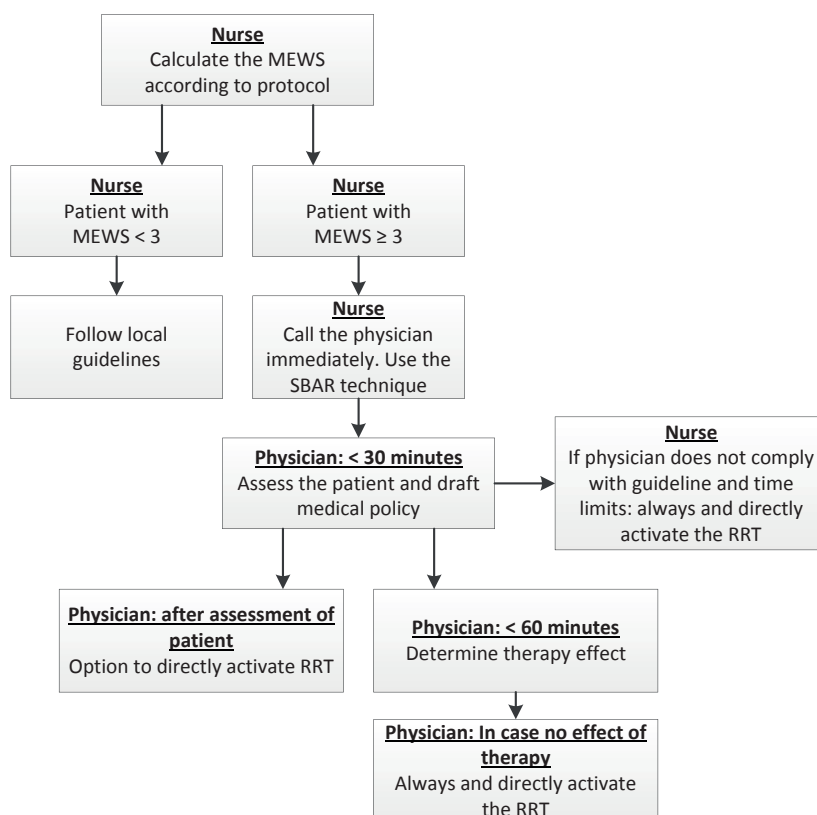 Nurse
Calculate the MEWS
according to protocol
Nurse
Patient with
MEWS < 3
Nurse
Patient with
MEWS ≥ 3
Follow local
guidelines
Nurse
Call the physician
immediately. Use the
SBAR technique
Physician: < 30 minutes
Assess the patient and draft
medical policy
Nurse
If physician does not comply
with guideline and time
limits: always and directly
activate the RRT
Physician: after assessment of
patient
Option to directly activate RRT
Physician: < 60 minutes
Determine therapy effect
Physician: In case no effect of
therapy
Always and directly activate
the RRT